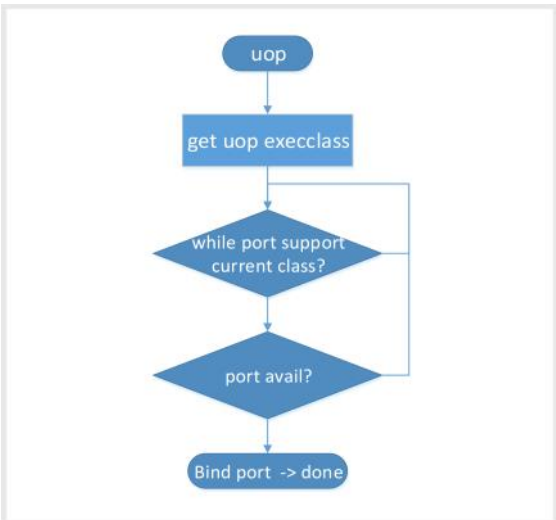 uop
get uop execclass
while port support
current class?
port avail?
Bind port -> done